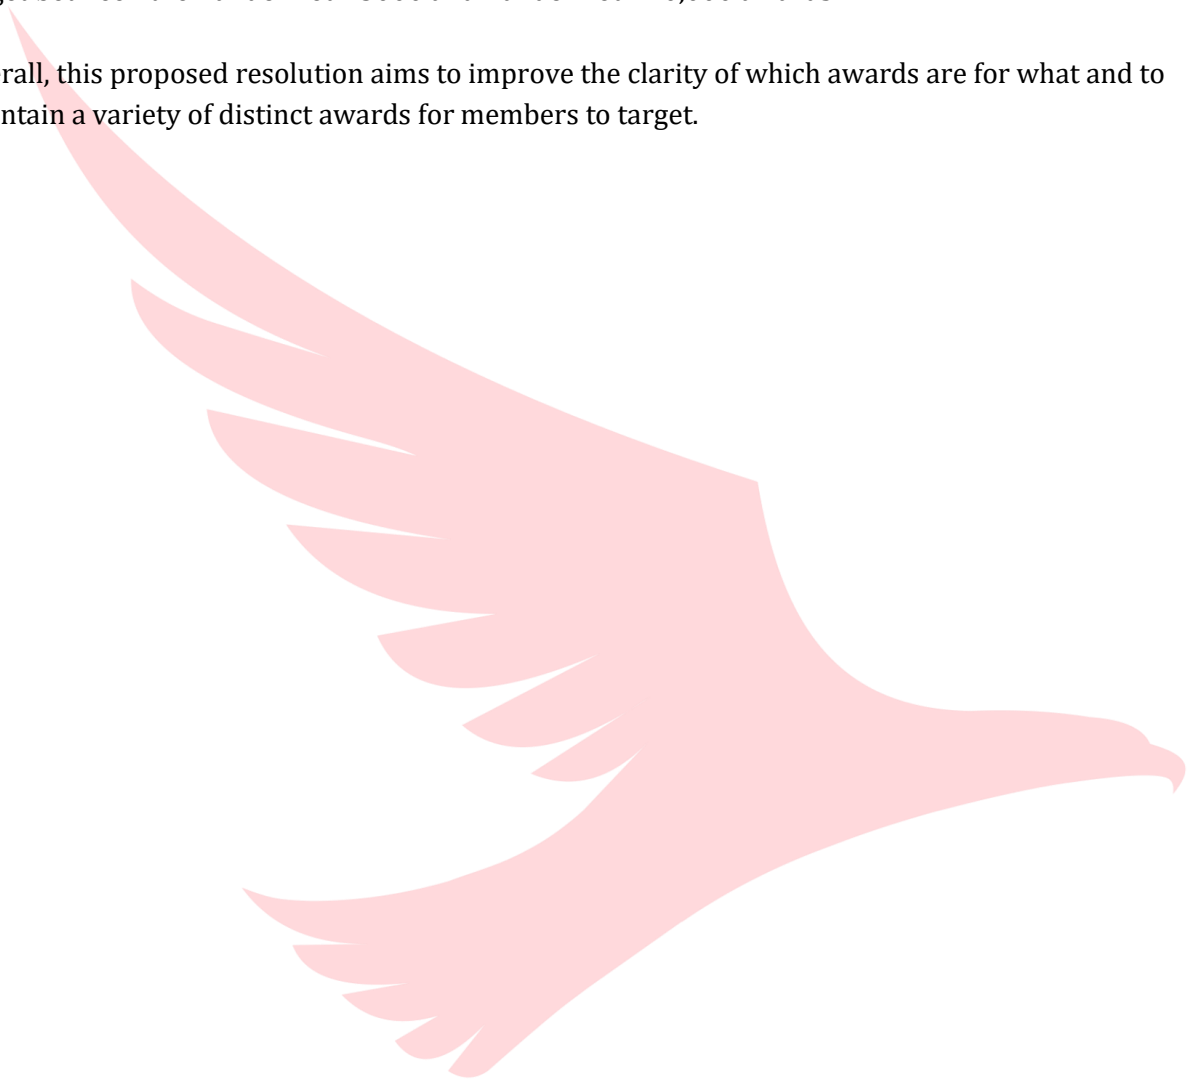 rall, this proposed resolution aims to improve the clarity of which awards are for what and to
ntain a variety of distinct awards for members to target.